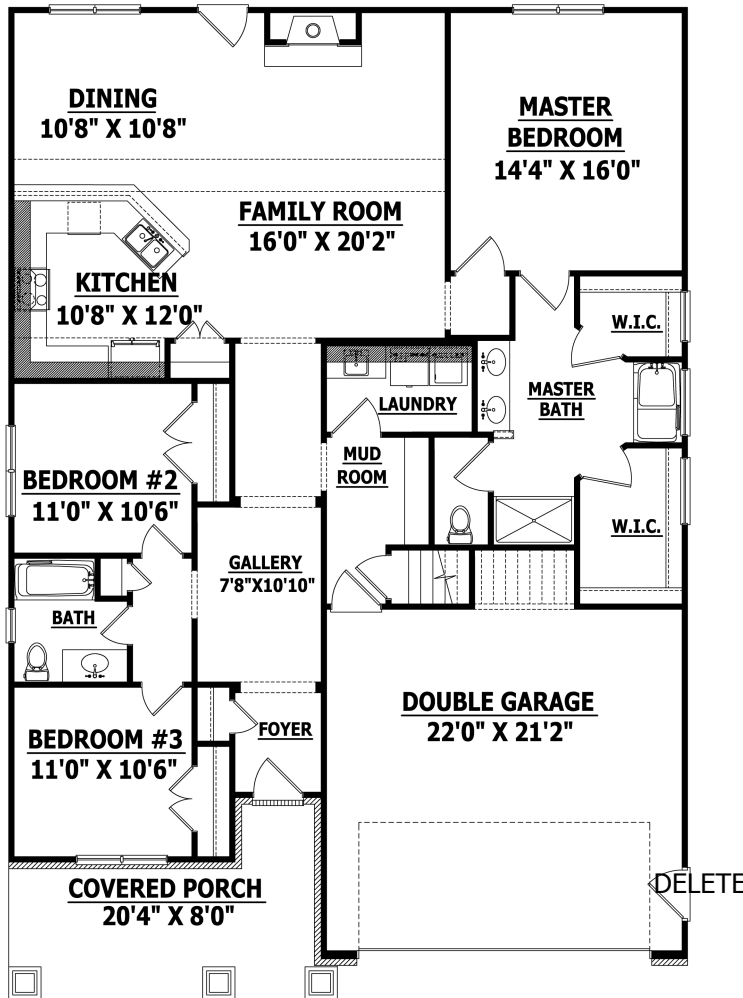 DINING
10'8" X 10'8"
MASTER
BEDROOM
14'4" X 16'0"
FAMILY ROOM
16'0" X 20'2"
KITCHEN
10'8" X 12'0"
W.I.C.
MASTER
BATH
LAUNDRY
MUD
ROOM
BEDROOM #2
11'0" X 10'6"
W.I.C.
GALLERY
7'8"X10'10"
BATH
DOUBLE GARAGE
22'0" X 21'2"
FOYER
BEDROOM #3
11'0" X 10'6"
DELETE
COVERED PORCH
20'4" X 8'0"